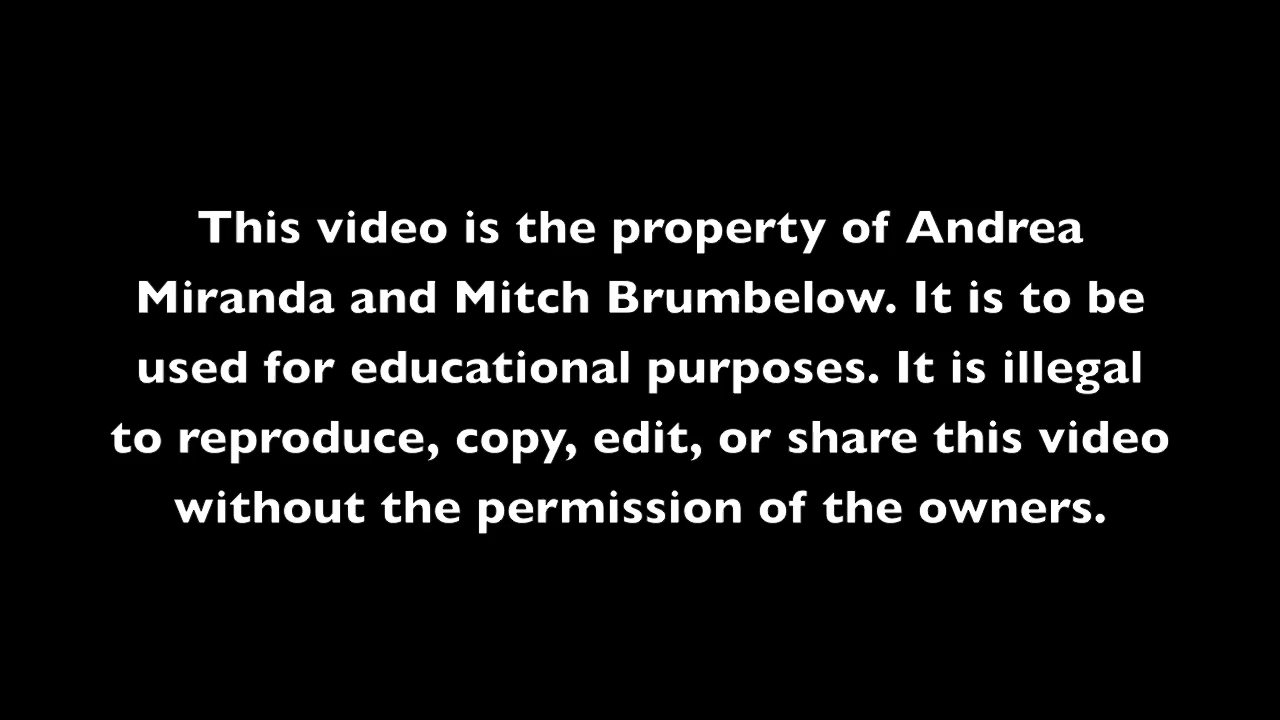 This video is the property of Andrea
Miranda and Mitch Brumbelow. It is to be
used for educational purposes. It is illegal
to reproduce, copy, edit, or share this video
without the permission of the owners.